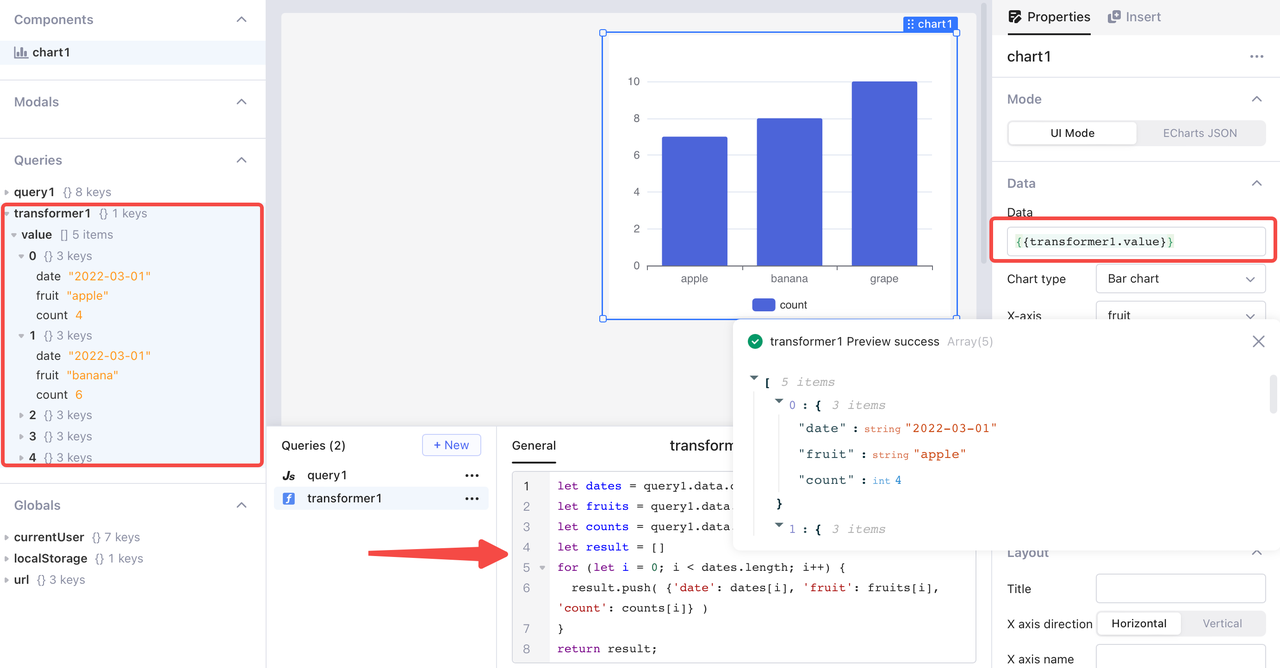 Components
chart1
Modals
Queries
query1 {} 8 keys
transformer1 {} 1 keys
value [] 5 items
0 {} 3 keys
date "2022-03-01"
fruit "apple"
count 4
1 {} 3 keys
date "2022-03-01"
fruit "banana"
count 6
2 {} 3 keys
3 {} 3 keys
4 {} 3 keys
Globals
currentUser {} 7 keys
localStorage {} 1 keys
url {} 3 keys
chart1
10
8
6
4
2
0
apple banana grape
count
Queries (2)
+ New
Js query1 •••
transformer1 •••
General
transform
1 let dates = query1.data.
2 let fruits = query1.data.
3 let counts = query1.data.
4 let result = []
5 for (let i = 0; i < dates.length; i++) {
6 result.push( {'date': dates[i], 'fruit': fruits[i],
'count': counts[i]} )
7 }
8 return result;
transformer1 Preview success Array(5)
[ 5 items
0 : { 3 items
"date" : string "2022-03-01"
"fruit" : string "apple"
"count" : int 4
}
1 : { 3 items
Properties Insert
chart1 •••
Mode
UI Mode ECharts JSON
Data
Data
{{transformer1.value}}
Chart type Bar chart
X-axis fruit
Layout
Title
X axis direction Horizontal Vertical
X axis name